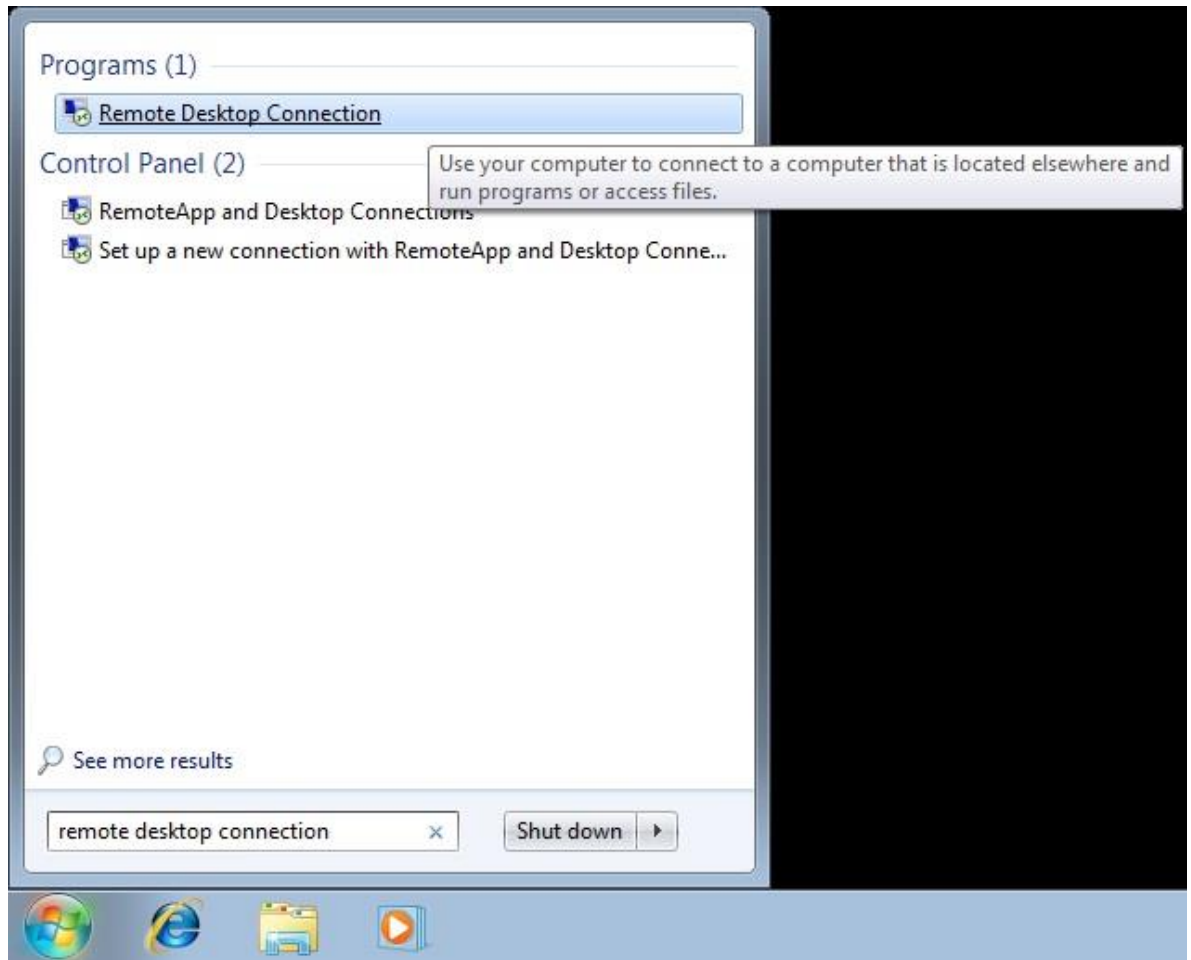 Programs (1)
Remote Desktop Connection
Control Panel (2)
Use your computer to connect to a computer that is located elsewhere and
run programs or access files.
RemoteApp and Desktop Connections
Set up a new connection with RemoteApp and Desktop Conne...
See more results
remote desktop connection
Shut down